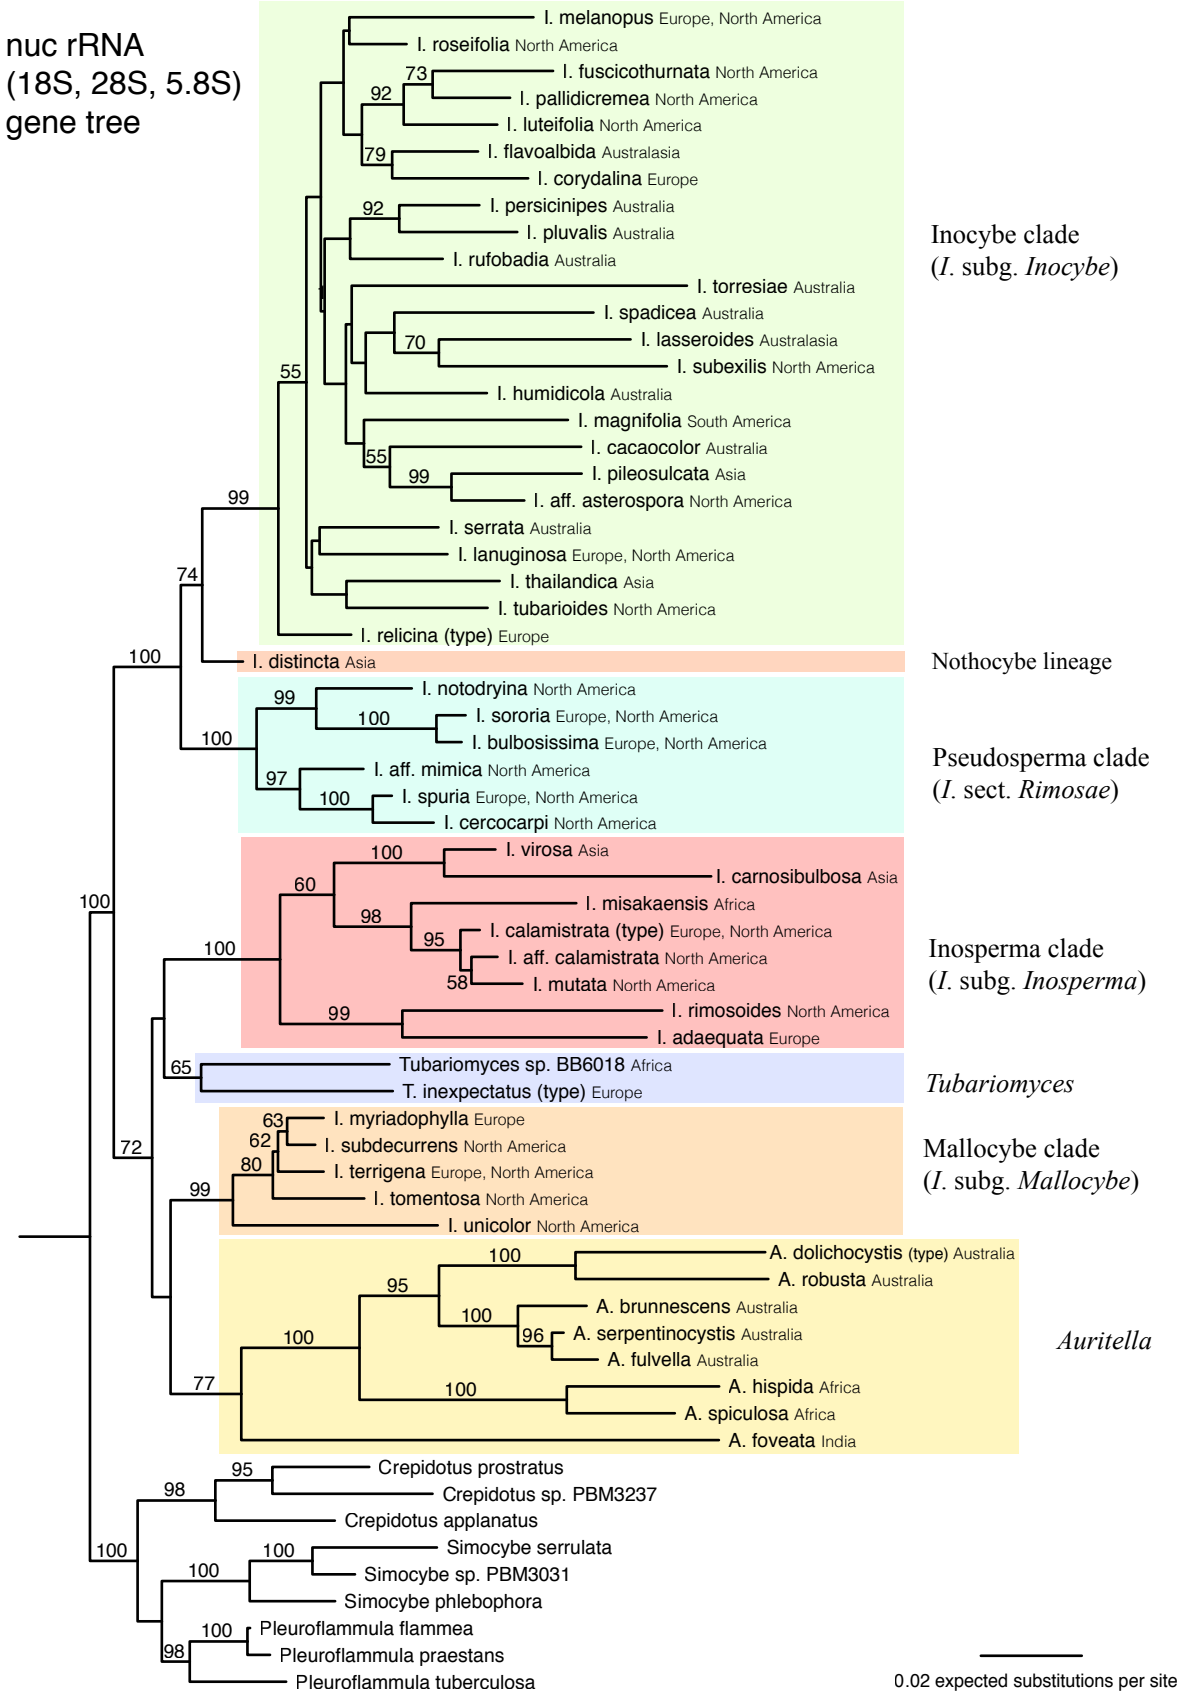 nuc rRNA
(18S, 28S, 5.8S)
gene tree
I. melanopus Europe, North America
I. roseifolia North America
73 I. fuscicothurnata North America
92 I. pallidicremea North America
I. luteifolia North America
79 I. flavoalbida Australasia
I. corydalina Europe
92 I. persicinipes Australia
I. pluvalis Australia
I. rufobadia Australia
Inocybe clade
(I. subg. Inocybe)
I. torresiae Australia
I. spadicea Australia
70 I. lasseroides Australasia
I. subexilis North America
55
I. humidicola Australia
I. magnifolia South America
55 I. cacaocolor Australia
99 I. pileosulcata Asia
I. aff. asterospora North America
99
I. serrata Australia
I. lanuginosa Europe, North America
74
I. thailandica Asia
I. tubarioides North America
I. relicina (type) Europe
100
I. distincta Asia
Nothocybe lineage
99 I. notodryina North America
100 I. sororia Europe, North America
100 I. bulbosissima Europe, North America
97 I. aff. mimica North America
100 I. spuria Europe, North America
I. cercocarpi North America
Pseudosperma clade
(I. sect. Rimosae)
100 I. virosa Asia
60 I. carnosibulbosa Asia
100
98 I. misakaensis Africa
95 I. calamistrata (type) Europe, North America
100 I. aff. calamistrata North America
58 I. mutata North America
99 I. rimosoides North America
I. adaequata Europe
Inosperma clade
(I. subg. Inosperma)
65 Tubariomyces sp. BB6018 Africa
T. inexpectatus (type) Europe
Tubariomyces
72
63 I. myriadophylla Europe
62 I. subdecurrens North America
80 I. terrigena Europe, North America
99 I. tomentosa North America
I. unicolor North America
Mallocybe clade
(I. subg. Mallocybe)
100 A. dolichocystis (type) Australia
95 A. robusta Australia
100 A. brunnescens Australia
100 96 A. serpentinocystis Australia
A. fulvella Australia
77 100 A. hispida Africa
A. spiculosa Africa
A. foveata India
Auritella
95 Crepidotus prostratus
98 Crepidotus sp. PBM3237
Crepidotus applanatus
100
100 Simocybe serrulata
100 Simocybe sp. PBM3031
Simocybe phlebophora
100 Pleuroflammula flammea
98 Pleuroflammula praestans
Pleuroflammula tuberculosa
0.02 expected substitutions per site